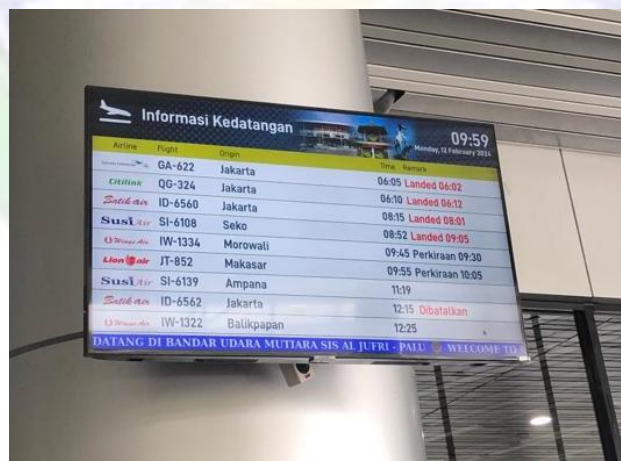 Informasi Kedatangan
09:59
Monday, 12 February 2024
Airline Flight Origin Time Remark
GA-622 Jakarta 06:05 Landed 06:02
Citilink QG-324 Jakarta 06:10 Landed 06:12
Batik air ID-6560 Jakarta 08:15 Landed 08:01
Susi Air SI-6108 Seko 08:52 Landed 09:05
Wings Air IW-1334 Morowali 09:45 Perkiraan 09:30
Lion air JT-852 Makasar 09:55 Perkiraan 10:05
Susi Air SI-6139 Ampana 11:19
Batik air ID-6562 Jakarta 12:15 Dibatalkan
Wings Air IW-1322 Balikpapan 12:25
DATANG DI BANDAR UDARA MUTIARA SIS AL JUFRI - PALU WELCOME TO